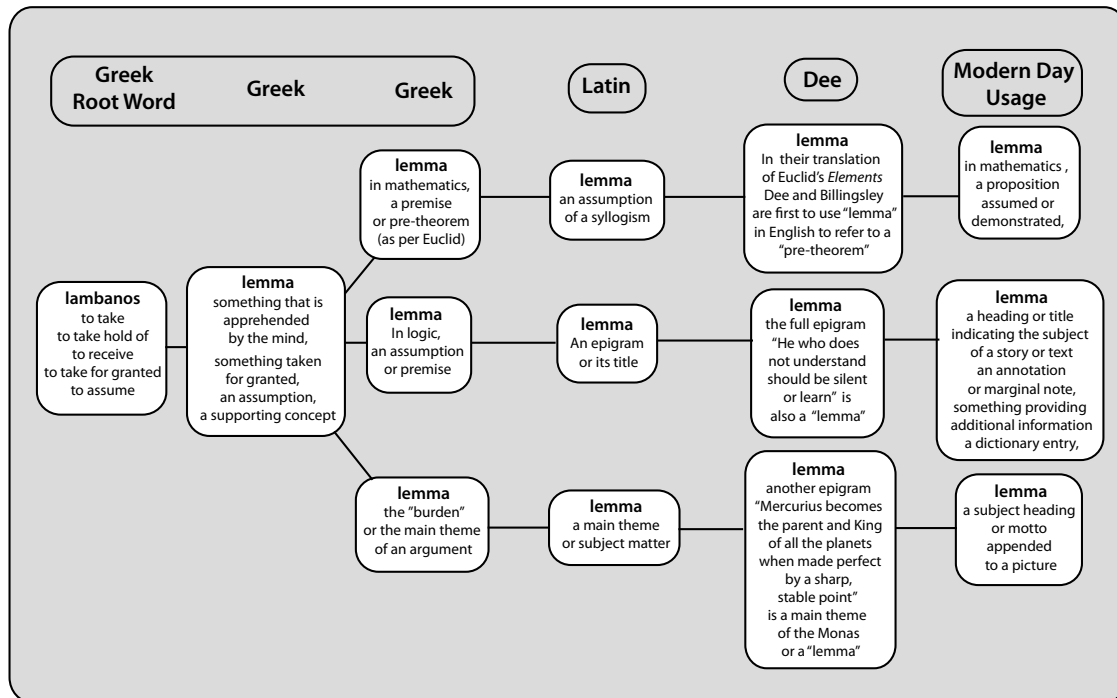 Greek
Root Word
Greek
Greek
Latin
Dee
Modern Day
Usage
lambanos
to take
to take hold of
to receive
to take for granted
to assume
lemma
something that is
apprehended
by the mind,
something taken
for granted,
an assumption,
a supporting concept
lemma
in mathematics,
a premise
or pre-theorem
(as per Euclid)
lemma
an assumption
of a syllogism
lemma
In their translation
of Euclid's Elements
Dee and Billingsley
are first to use "lemma"
in English to refer to a
"pre-theorem"
lemma
in mathematics ,
a proposition
assumed or
demonstrated,
lemma
In logic,
an assumption
or premise
lemma
An epigram
or its title
lemma
the full epigram
"He who does
not understand
should be silent
or learn" is
also a "lemma"
lemma
a heading or title
indicating the subject
of a story or text
an annotation
or marginal note,
something providing
additional information
a dictionary entry,
lemma
the "burden"
or the main theme
of an argument
lemma
a main theme
or subject matter
lemma
another epigram
"Mercurius becomes
the parent and King
of all the planets
when made perfect
by a sharp,
stable point"
is a main theme
of the Monas
or a "lemma"
lemma
a subject heading
or motto
appended
to a picture